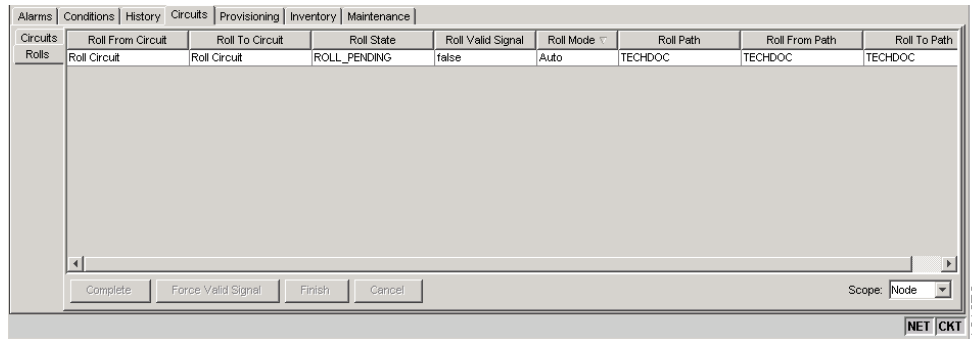 Alarms Conditions History Circuits Provisioning Inventory Maintenance
Circuits
Rolls
Roll From Circuit Roll To Circuit Roll State Roll Valid Signal Roll Mode Roll Path Roll From Path Roll To Path
Roll Circuit Roll Circuit ROLL_PENDING false Auto TECHDOC TECHDOC TECHDOC
Complete Force Valid Signal Finish Cancel Scope: Node
NET CKT